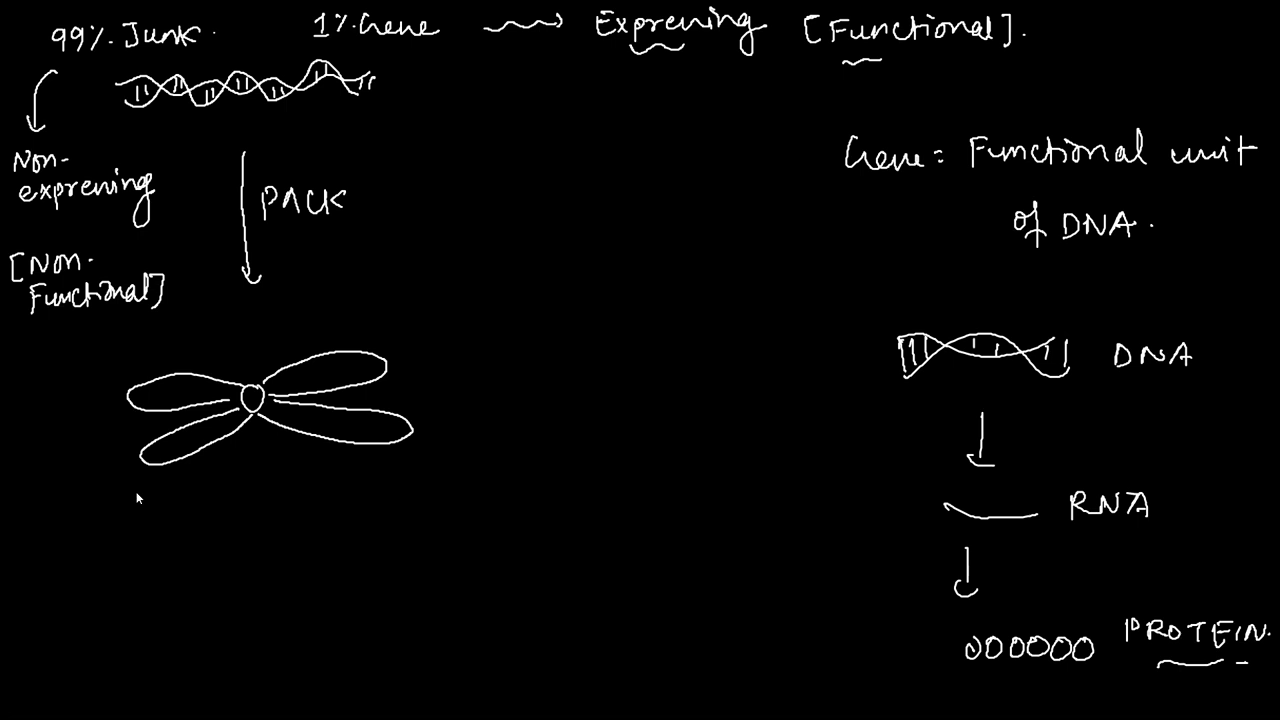 99% Junk. 1% Gene → Expressing [Functional].
Non-
expressing
[Non-
Functional]
PACK
Gene = Functional unit
of DNA.
DNA
RNA
PROTEIN.